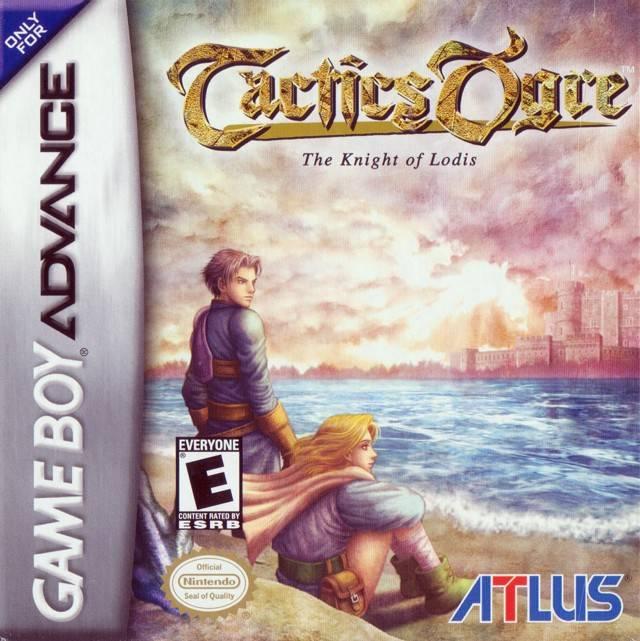 ONLY
FOR
GAME BOY ADVANCE
®
Tactics Ogre™
The Knight of Lodis
EVERYONE
E
®
CONTENT RATED BY
ESRB
Official
Nintendo
Seal of Quality
ATLUS